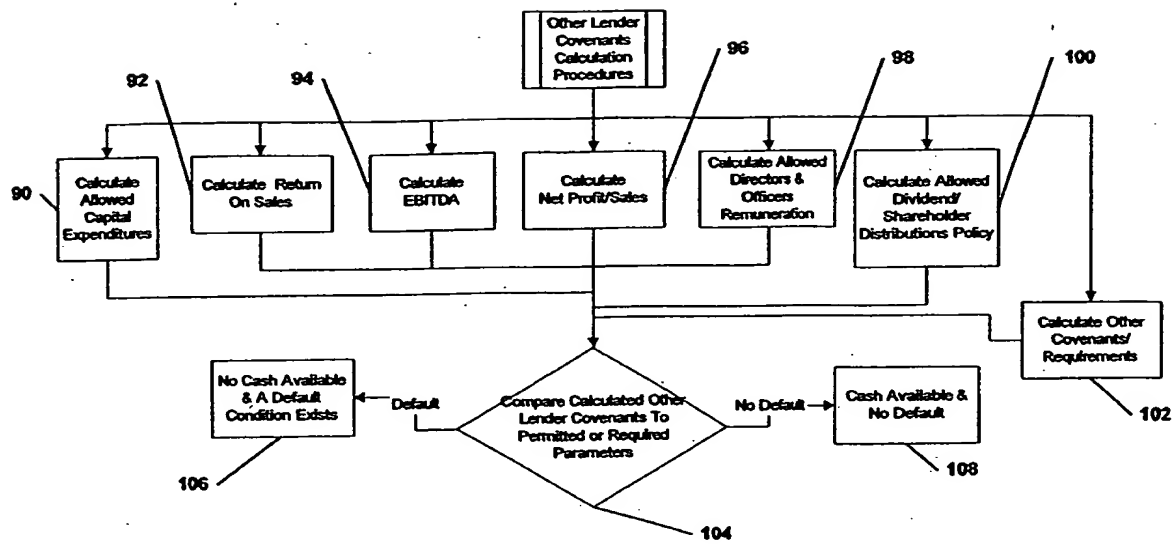 Other Lender
Covenants
Calculation
Procedures
92
94
96
98
100
90
Calculate
Allowed
Capital
Expenditures
Calculate Return
On Sales
Calculate
EBITDA
Calculate
Net Profit/Sales
Calculate Allowed
Directors &
Officers
Remuneration
Calculate Allowed
Dividend/
Shareholder
Distributions Policy
Calculate Other
Covenants/
Requirements
102
No Cash Available
& A Default
Condition Exists
106
Default
Compare Calculated Other
Lender Covenants To
Permitted or Required
Parameters
104
No Default
Cash Available &
No Default
108